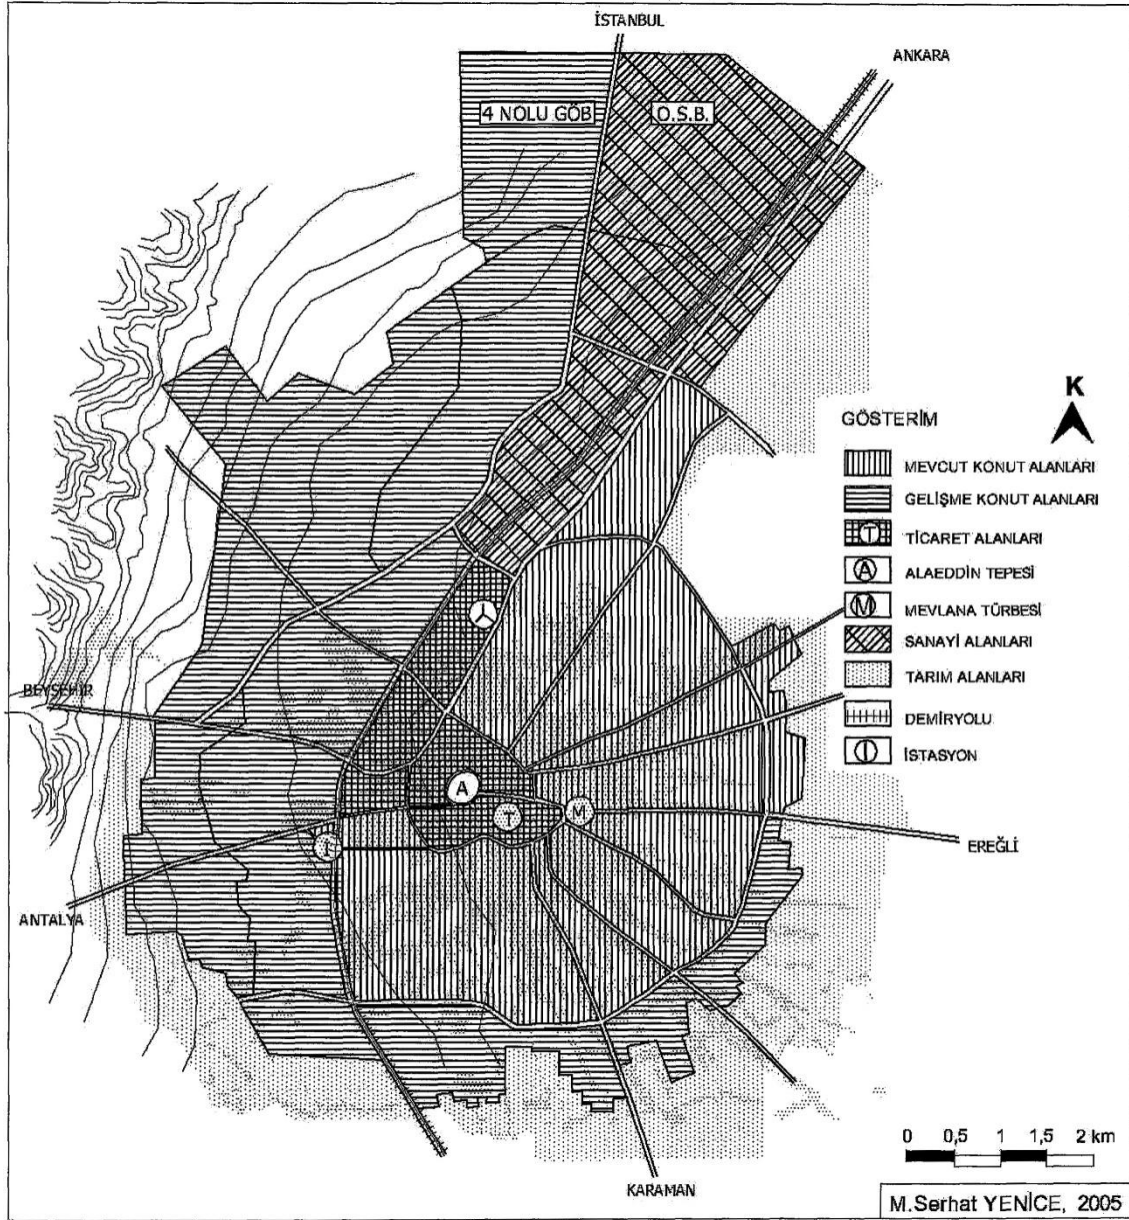 İSTANBUL
ANKARA
4 NOLU GÖB
O.S.B.
K
GÖSTERİM
MEVCUT KONUT ALANLARI
GELİŞME KONUT ALANLARI
T TİCARET ALANLARI
A ALAEDDİN TEPESİ
M MEVLANA TÜRBESİ
SANAYİ ALANLARI
TARIM ALANLARI
DEMİRYOLU
İ İSTASYON
BEYŞEHİR
A
T
M
İ
EREĞLİ
ANTALYA
KARAMAN
0 0,5 1 1,5 2 km
M.Serhat YENİCE, 2005